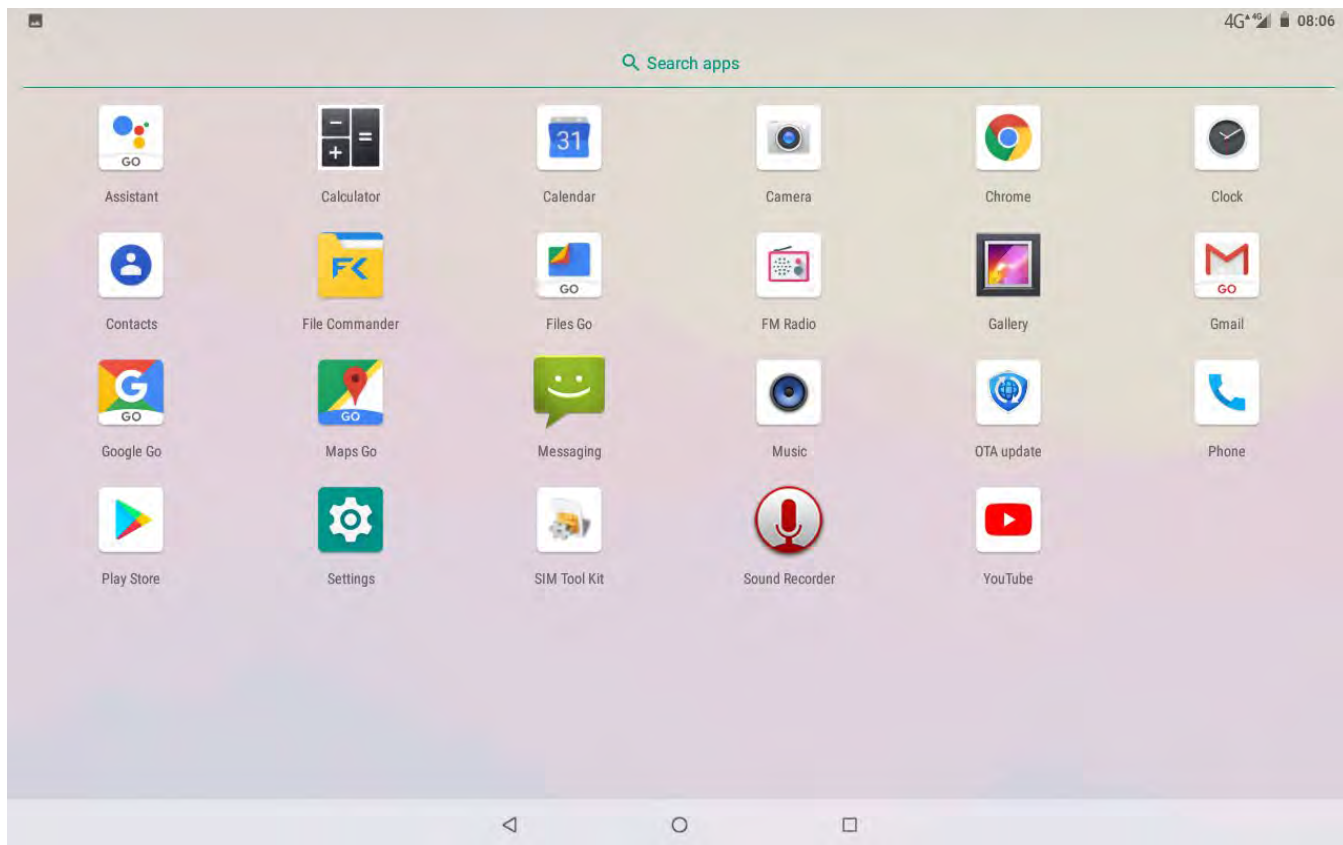 4G 4G 08:06
Search apps
GO 31
Assistant Calculator Calendar Camera Chrome Clock
FK GO GO
Contacts File Commander Files Go FM Radio Gallery Gmail
G GO GO
Google Go Maps Go Messaging Music OTA update Phone
Play Store Settings SIM Tool Kit Sound Recorder YouTube